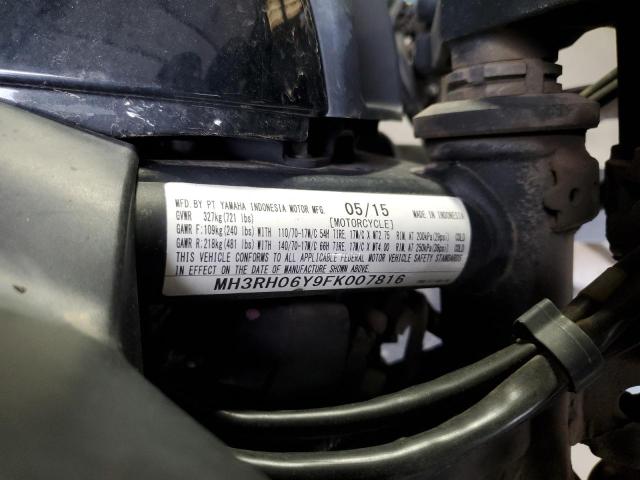 MFD.BY PT YAMAHA INDONESIA MOTOR MFG. 05/15 MADE IN INDONESIA
GVWR 327kg(721 lbs) [MOTORCYCLE]
GAWR F:109kg(240 lbs)WITH 110/70-17M/C 54H TIRE, 17M/C X MT2.75 RIM AT 200kPa(29psi) COLD
GAWR R:218kg(481 lbs)WITH 140/70-17M/C 66H TIRE, 17M/C X MT4.00 RIM AT 250kPa(36psi) COLD
THIS VEHICLE CONFORMS TO ALL APPLICABLE FEDERAL MOTOR VEHICLE SAFETY STANDARDS
IN EFFECT ON THE DATE OF MANUFACTURE SHOWN ABOVE.
MH3RH06Y9FK007816